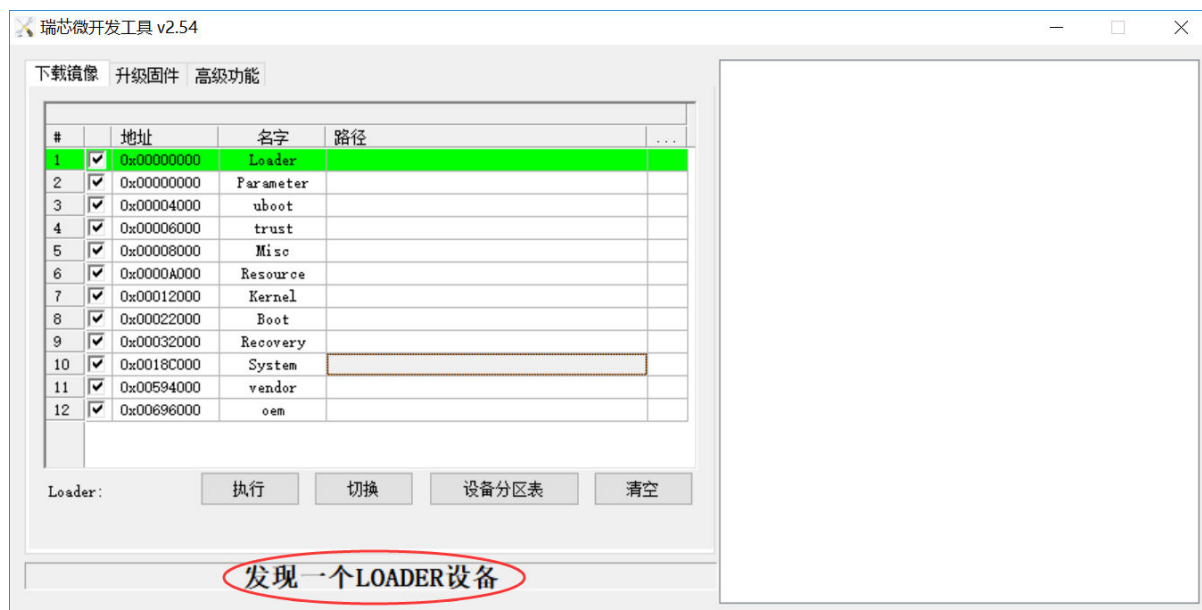 瑞芯微开发工具 v2.54
下载镜像 升级固件 高级功能
# 地址 名字 路径 ...
1 0x00000000 Loader
2 0x00000000 Parameter
3 0x00004000 uboot
4 0x00006000 trust
5 0x00008000 Misc
6 0x0000A000 Resource
7 0x00012000 Kernel
8 0x00022000 Boot
9 0x00032000 Recovery
10 0x0018C000 System
11 0x00594000 vendor
12 0x00696000 oem
Loader: 执行 切换 设备分区表 清空
发现一个LOADER设备